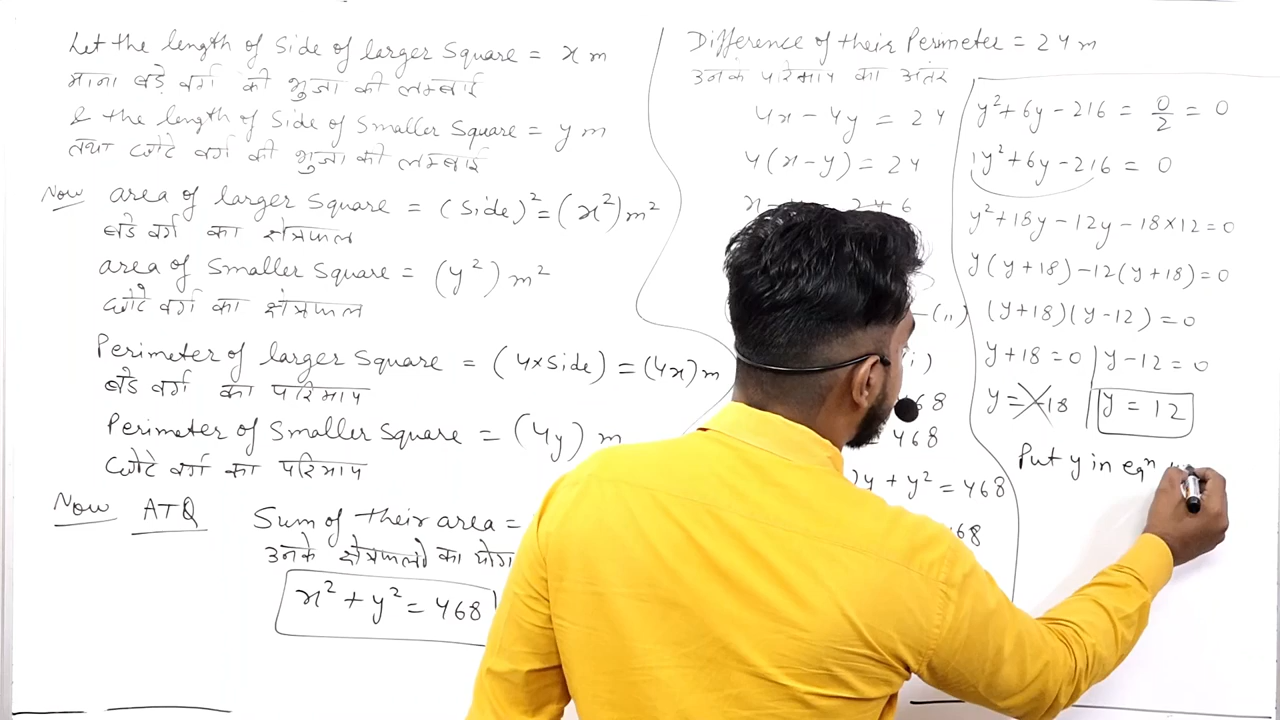 Let the length of Side of larger Square = x m
माना बड़े वर्ग की भुजा की लम्बाई
& the length of Side of Smaller Square = y m
तथा छोटे वर्ग की भुजा की लम्बाई
Now area of larger Square = (Side)² = (x²) m²
बडे वर्ग का क्षेत्रफल
area of Smaller Square = (y²) m²
छोटे वर्ग का क्षेत्रफल
Perimeter of larger Square = (4×Side) = (4x) m
बडे वर्ग का परिमाप
Perimeter of Smaller Square = (4y) m
छोटे वर्ग का परिमाप
Now ATQ Sum of their area =
उनके क्षेत्रफलो का योग
x² + y² = 468
Difference of their Perimeter = 24 m
उनके परिमाप का अंतर
4x - 4y = 24
4(x - y) = 24
-(ii)
68
= 468
)y + y² = 468
68
y² + 6y - 216 = 0/2 = 0
1y² + 6y - 216 = 0
y² + 18y - 12y - 18×12 = 0
y(y+18) - 12(y+18) = 0
(y+18)(y-12) = 0
y+18 = 0 | y-12 = 0
y = -18 | y = 12
Put y in eqⁿ